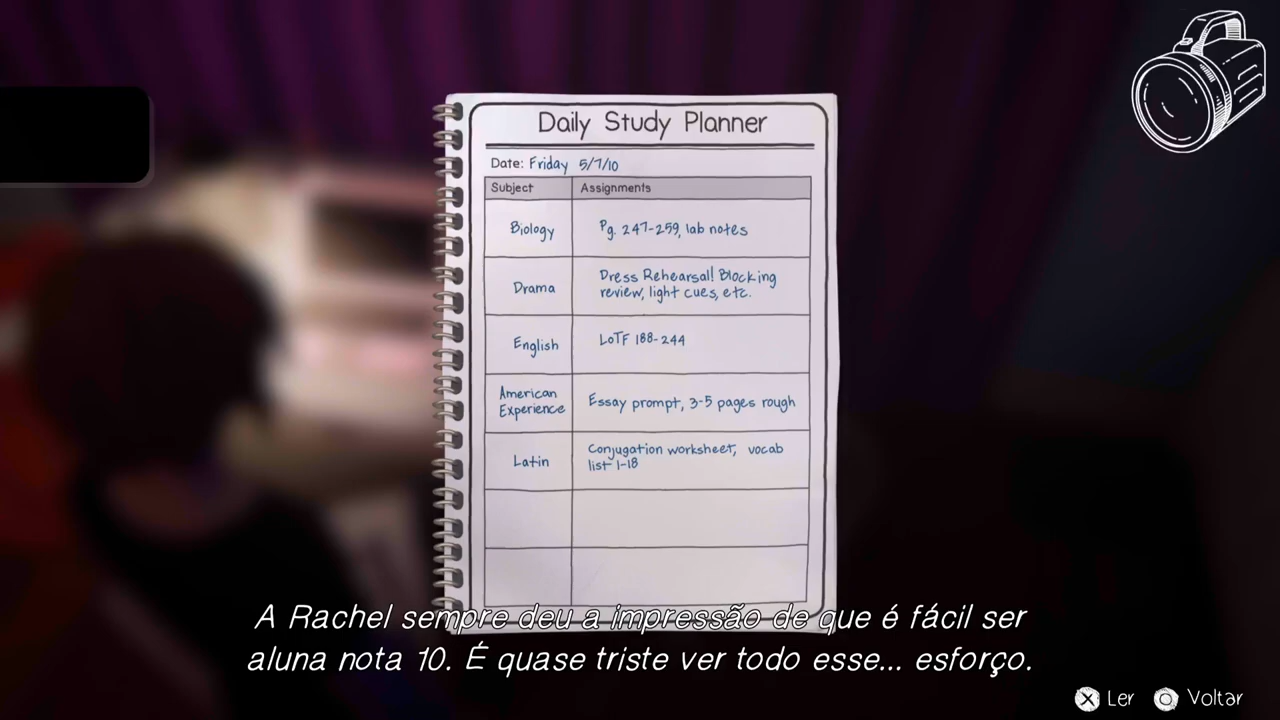 Daily Study Planner
Date: Friday 5/7/10
Subject Assignments
Biology Pg. 247-259, lab notes
Drama Dress Rehearsal! Blocking
review, light cues, etc.
English LoTF 188-244
American
Experience Essay prompt, 3-5 pages rough
Latin Conjugation worksheet, vocab
list 1-18
A Rachel sempre deu a impressão de que é fácil ser
aluna nota 10. É quase triste ver todo esse... esforço.
Ler Voltar